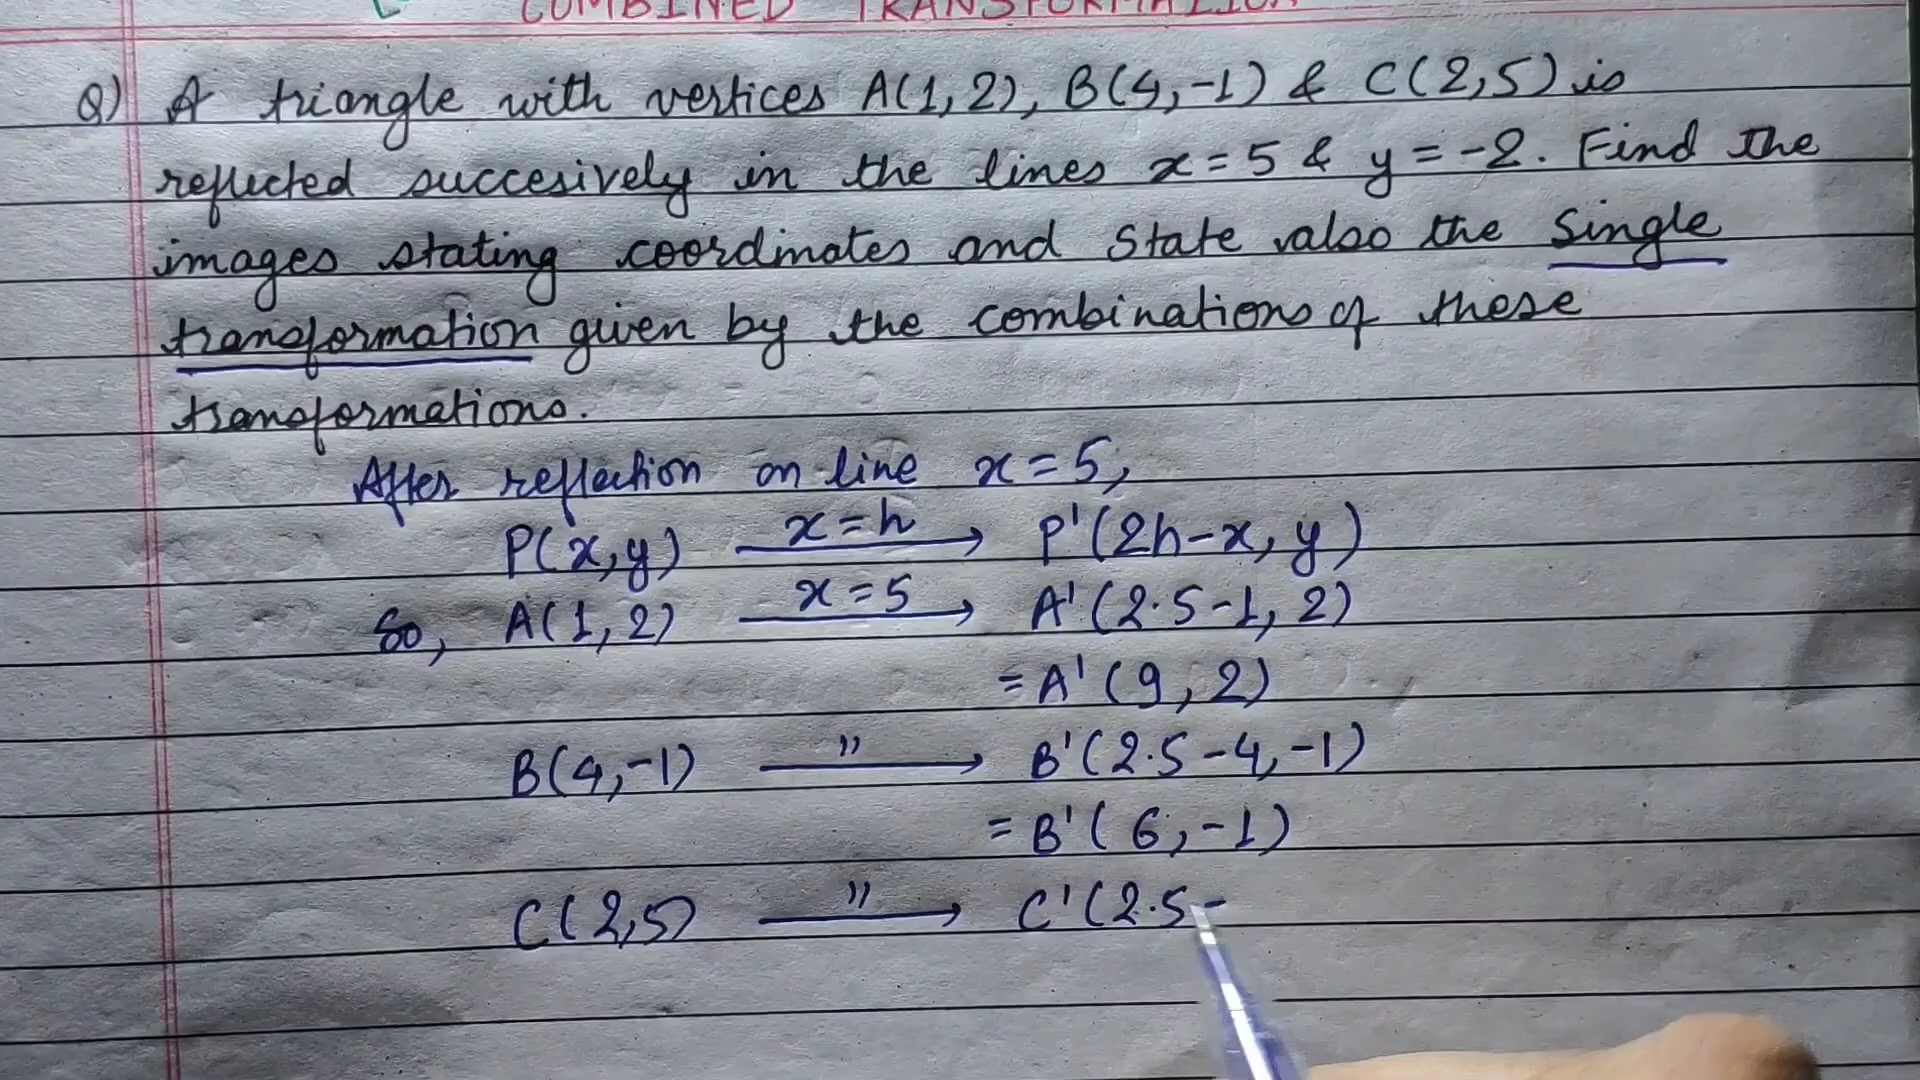 COMBINED TRANSFORMATION
Q) A triangle with vertices A(1,2), B(4,-1) & C(2,5) is
reflected succesively in the lines x=5 & y=-2. Find the
images stating coordinates and state also the single
transformation given by the combinations of these
transformations.
After reflection on line x=5,
P(x,y) x=h → P'(2h-x, y)
So, A(1,2) x=5 → A'(2.5-1, 2)
= A'(9,2)
B(4,-1) " → B'(2.5-4,-1)
= B'(6,-1)
C(2,5) " → C'(2.5-